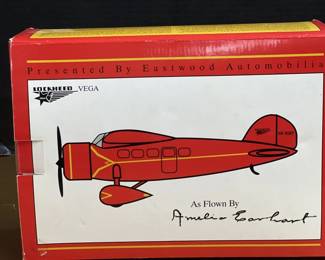 Presented By Eastwood Automobilia
LOCKHEED VEGA
As Flown By
Amelia Earhart